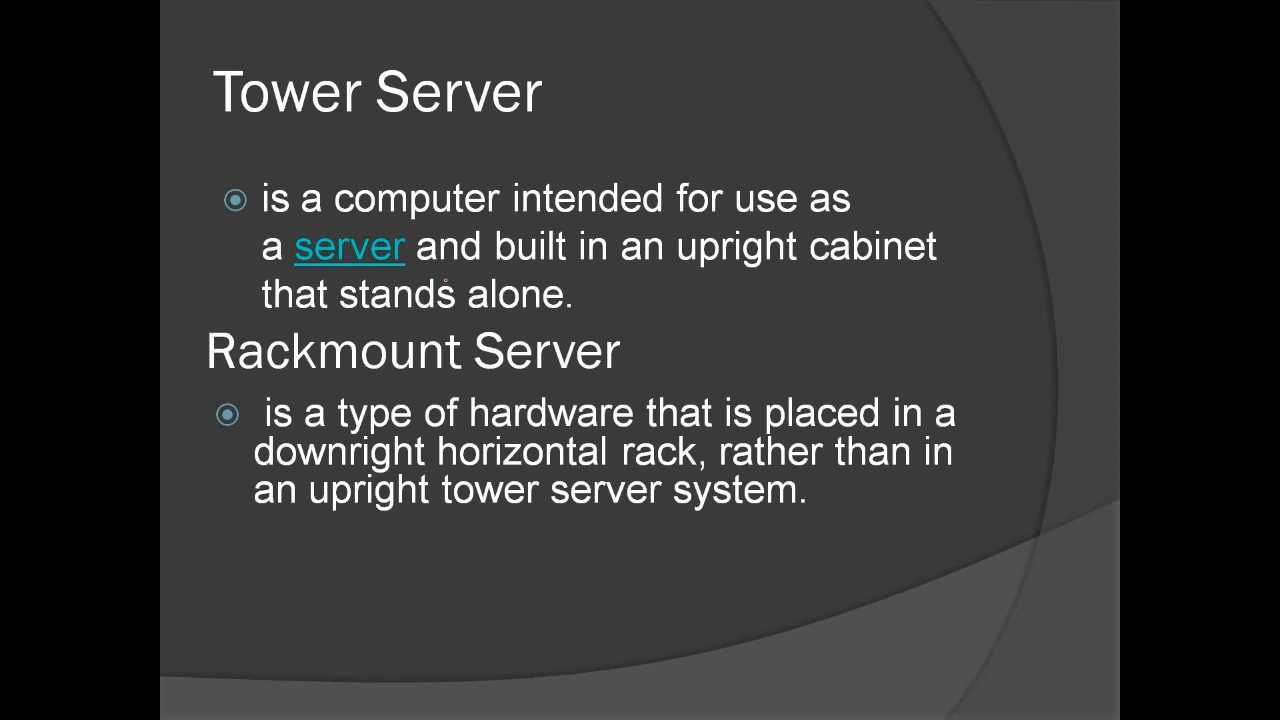 Tower Server
is a computer intended for use as
a server and built in an upright cabinet
that stands alone.
Rackmount Server
is a type of hardware that is placed in a
downright horizontal rack, rather than in
an upright tower server system.